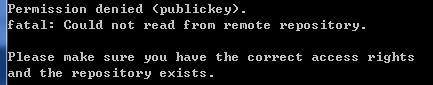 Permission denied (publickey).
fatal: Could not read from remote repository.
Please make sure you have the correct access rights
and the repository exists.